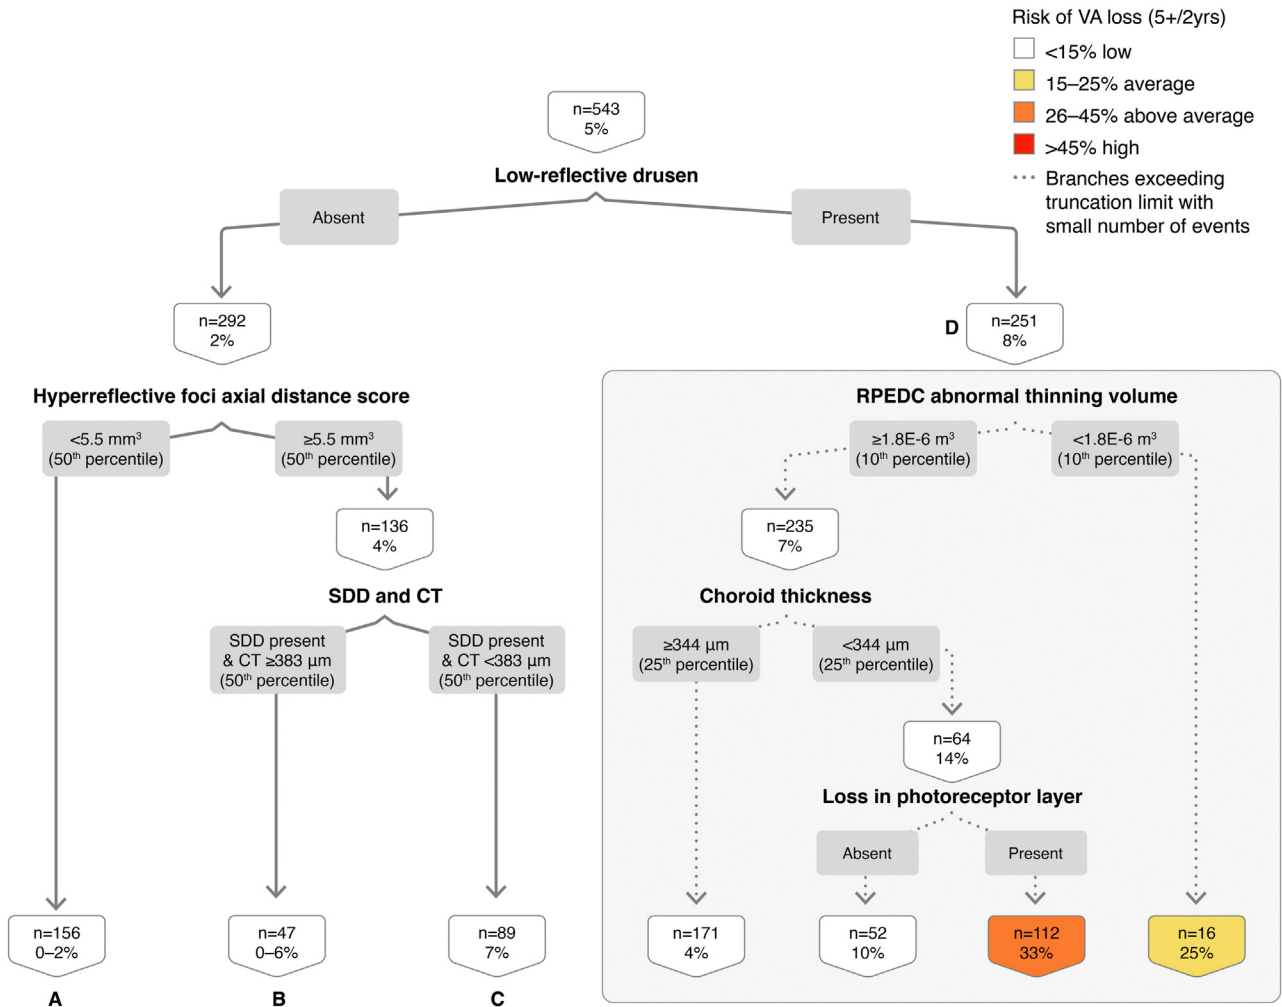 Risk of VA loss (5+/2yrs)
<15% low
15–25% average
26–45% above average
>45% high
Branches exceeding
truncation limit with
small number of events
n=543
5%
Low-reflective drusen
Absent
Present
n=292
2%
D
n=251
8%
Hyperreflective foci axial distance score
<5.5 mm³
(50th percentile)
≥5.5 mm³
(50th percentile)
n=136
4%
SDD and CT
SDD present
& CT ≥383 µm
(50th percentile)
SDD present
& CT <383 µm
(50th percentile)
n=156
0–2%
A
n=47
0–6%
B
n=89
7%
C
RPEDC abnormal thinning volume
≥1.8E-6 m³
(10th percentile)
<1.8E-6 m³
(10th percentile)
n=235
7%
Choroid thickness
≥344 µm
(25th percentile)
<344 µm
(25th percentile)
n=64
14%
Loss in photoreceptor layer
Absent
Present
n=171
4%
n=52
10%
n=112
33%
n=16
25%